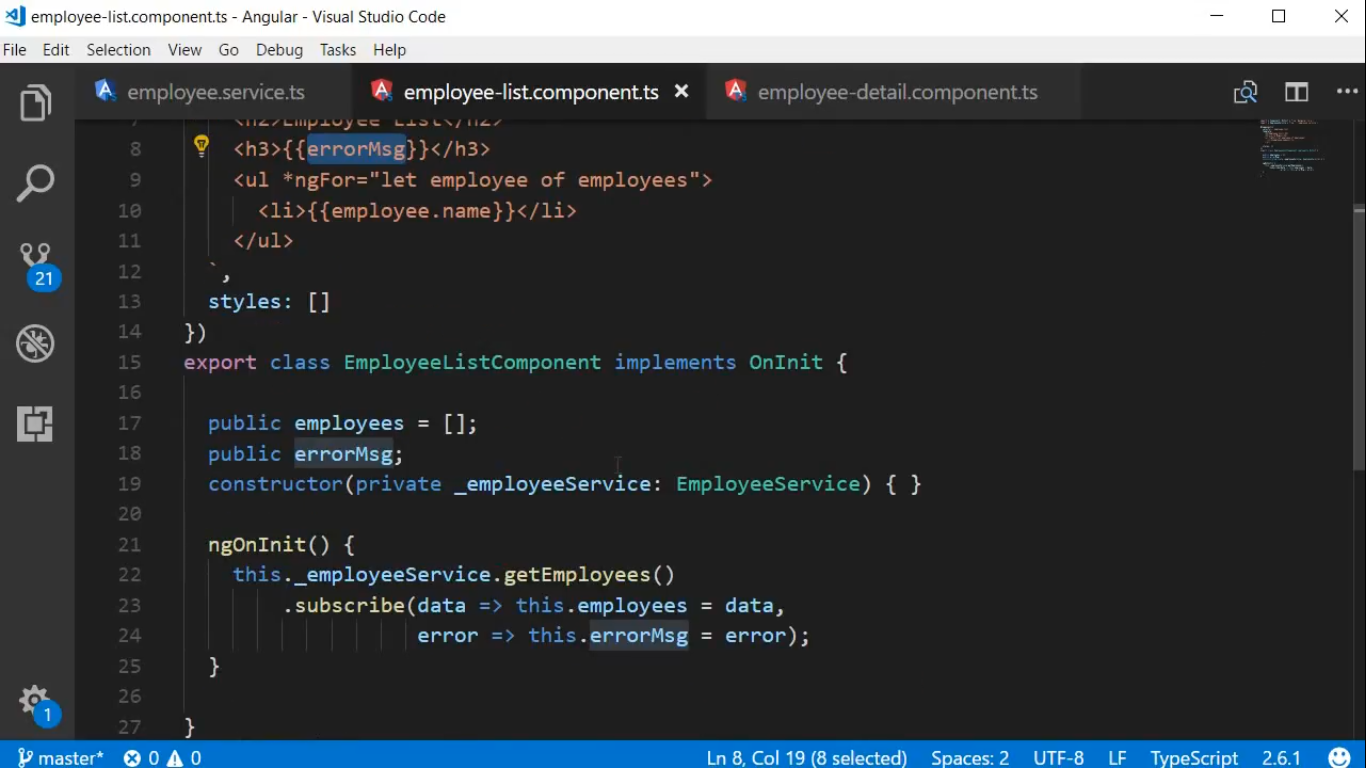 employee-list.component.ts - Angular - Visual Studio Code
File Edit Selection View Go Debug Tasks Help
employee.service.ts employee-list.component.ts employee-detail.component.ts
7 <h2>Employee List</h2>
8 <h3>{{errorMsg}}</h3>
9 <ul *ngFor="let employee of employees">
10 <li>{{employee.name}}</li>
11 </ul>
12 `,
13 styles: []
14 })
15 export class EmployeeListComponent implements OnInit {
16
17 public employees = [];
18 public errorMsg;
19 constructor(private _employeeService: EmployeeService) { }
20
21 ngOnInit() {
22 this._employeeService.getEmployees()
23 .subscribe(data => this.employees = data,
24 error => this.errorMsg = error);
25 }
26
27 }
21
1
master* 0 0 Ln 8, Col 19 (8 selected) Spaces: 2 UTF-8 LF TypeScript 2.6.1